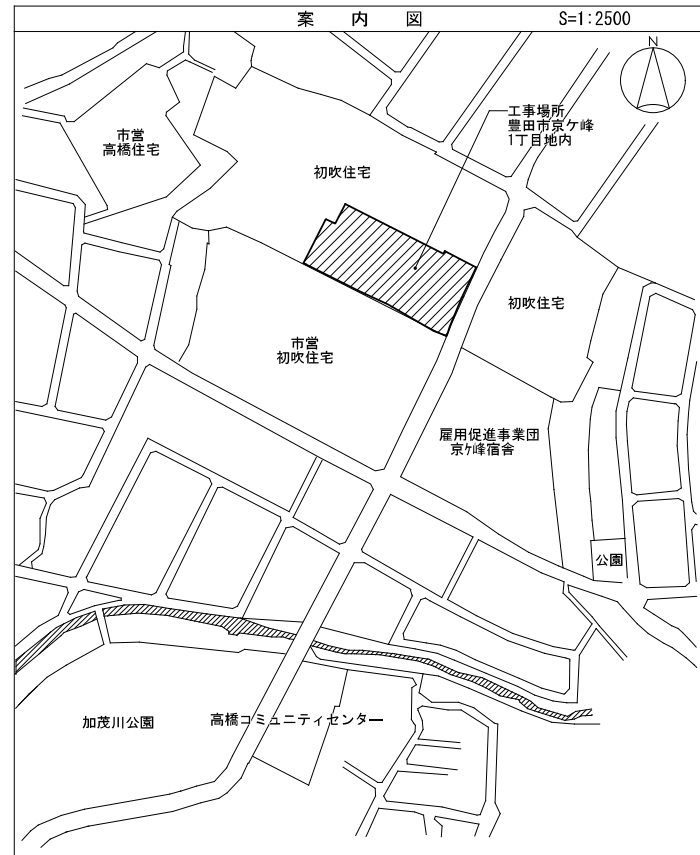 案内図 S=1:2500
N
工事場所
豊田市京ケ峰
1丁目地内
市営
高橋住宅
初吹住宅
初吹住宅
市営
初吹住宅
雇用促進事業団
京ケ峰宿舎
公園
加茂川公園
高橋コミュニティセンター